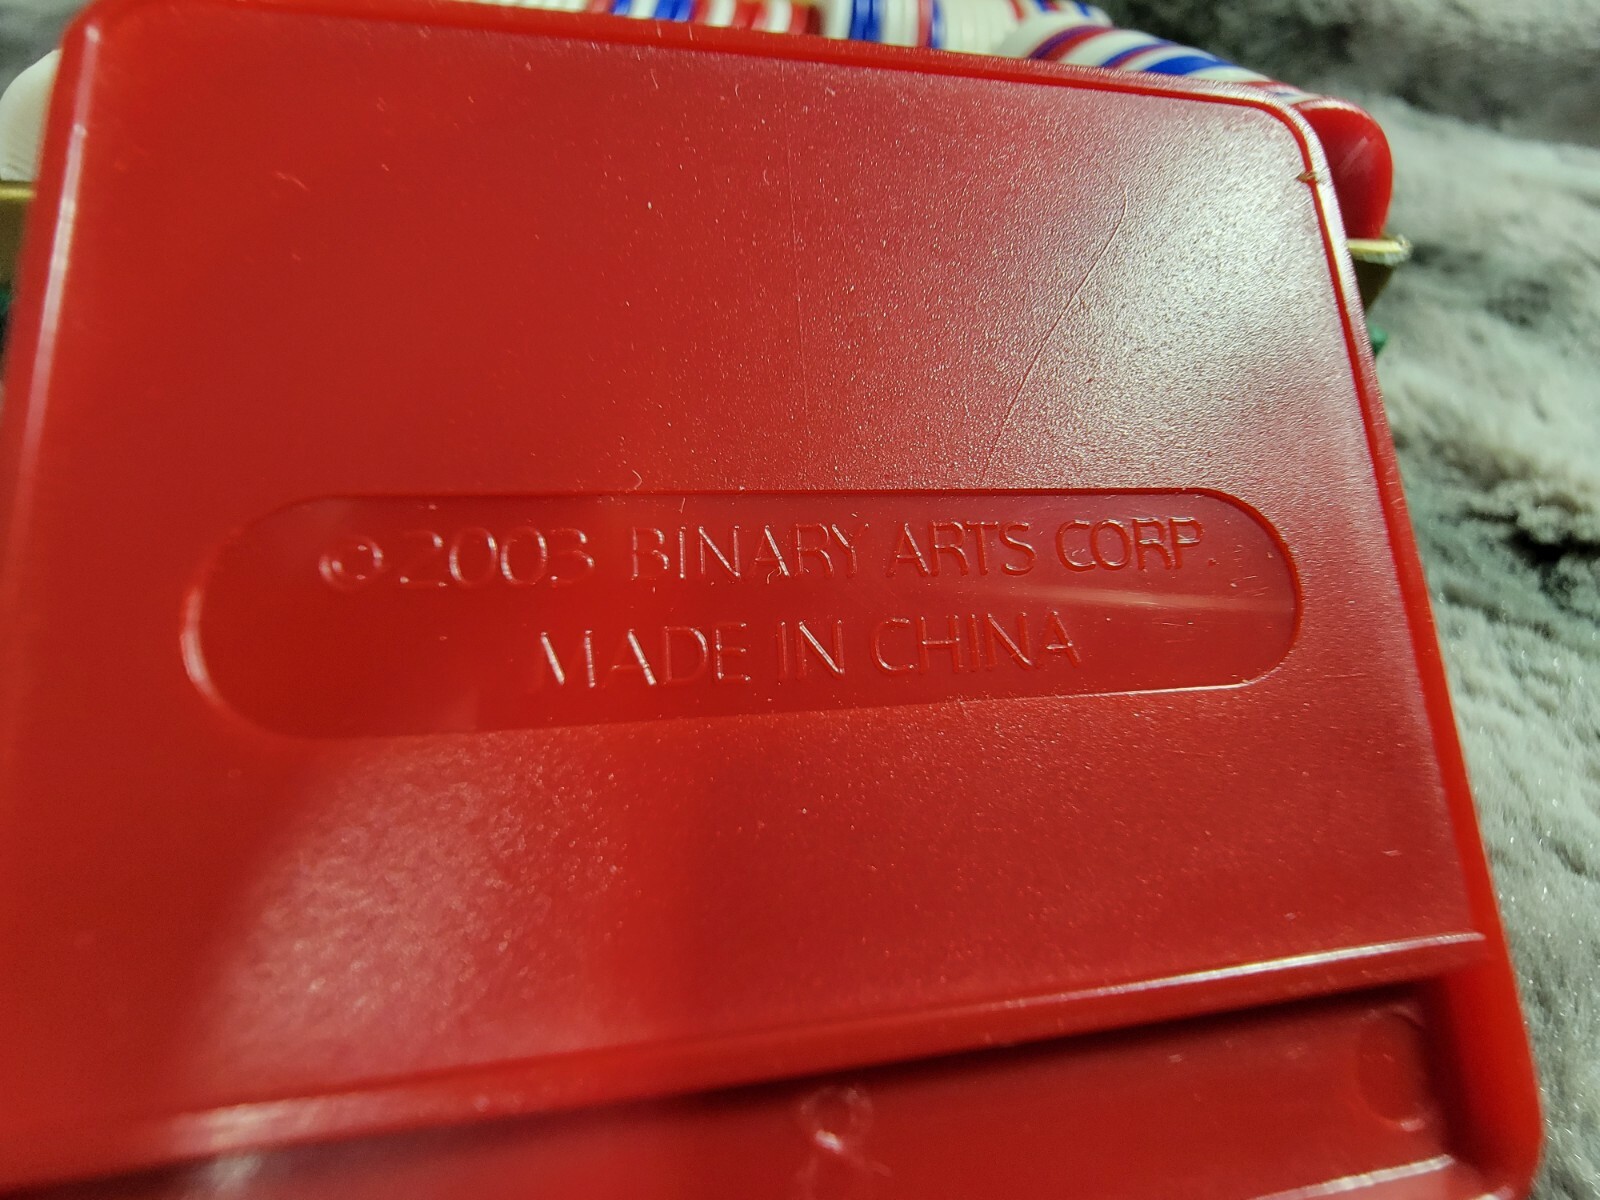 ©2003 BINARY ARTS CORP.
MADE IN CHINA